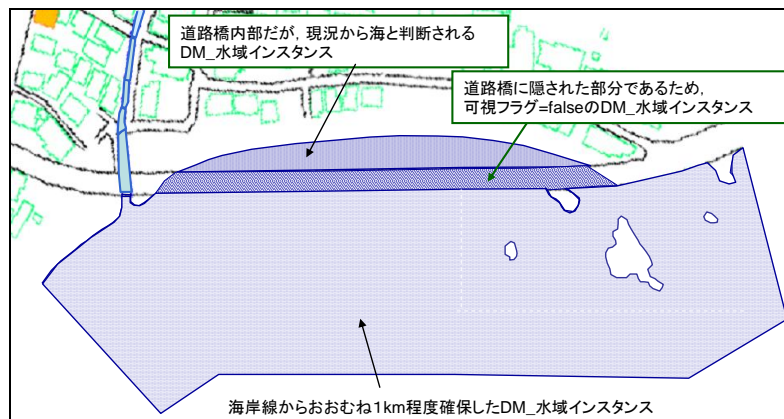 道路橋内部だが，現況から海と判断される
DM_水域インスタンス
道路橋に隠された部分であるため，
可視フラグ=falseのDM_水域インスタンス
海岸線からおおむね１km程度確保したDM_水域インスタンス